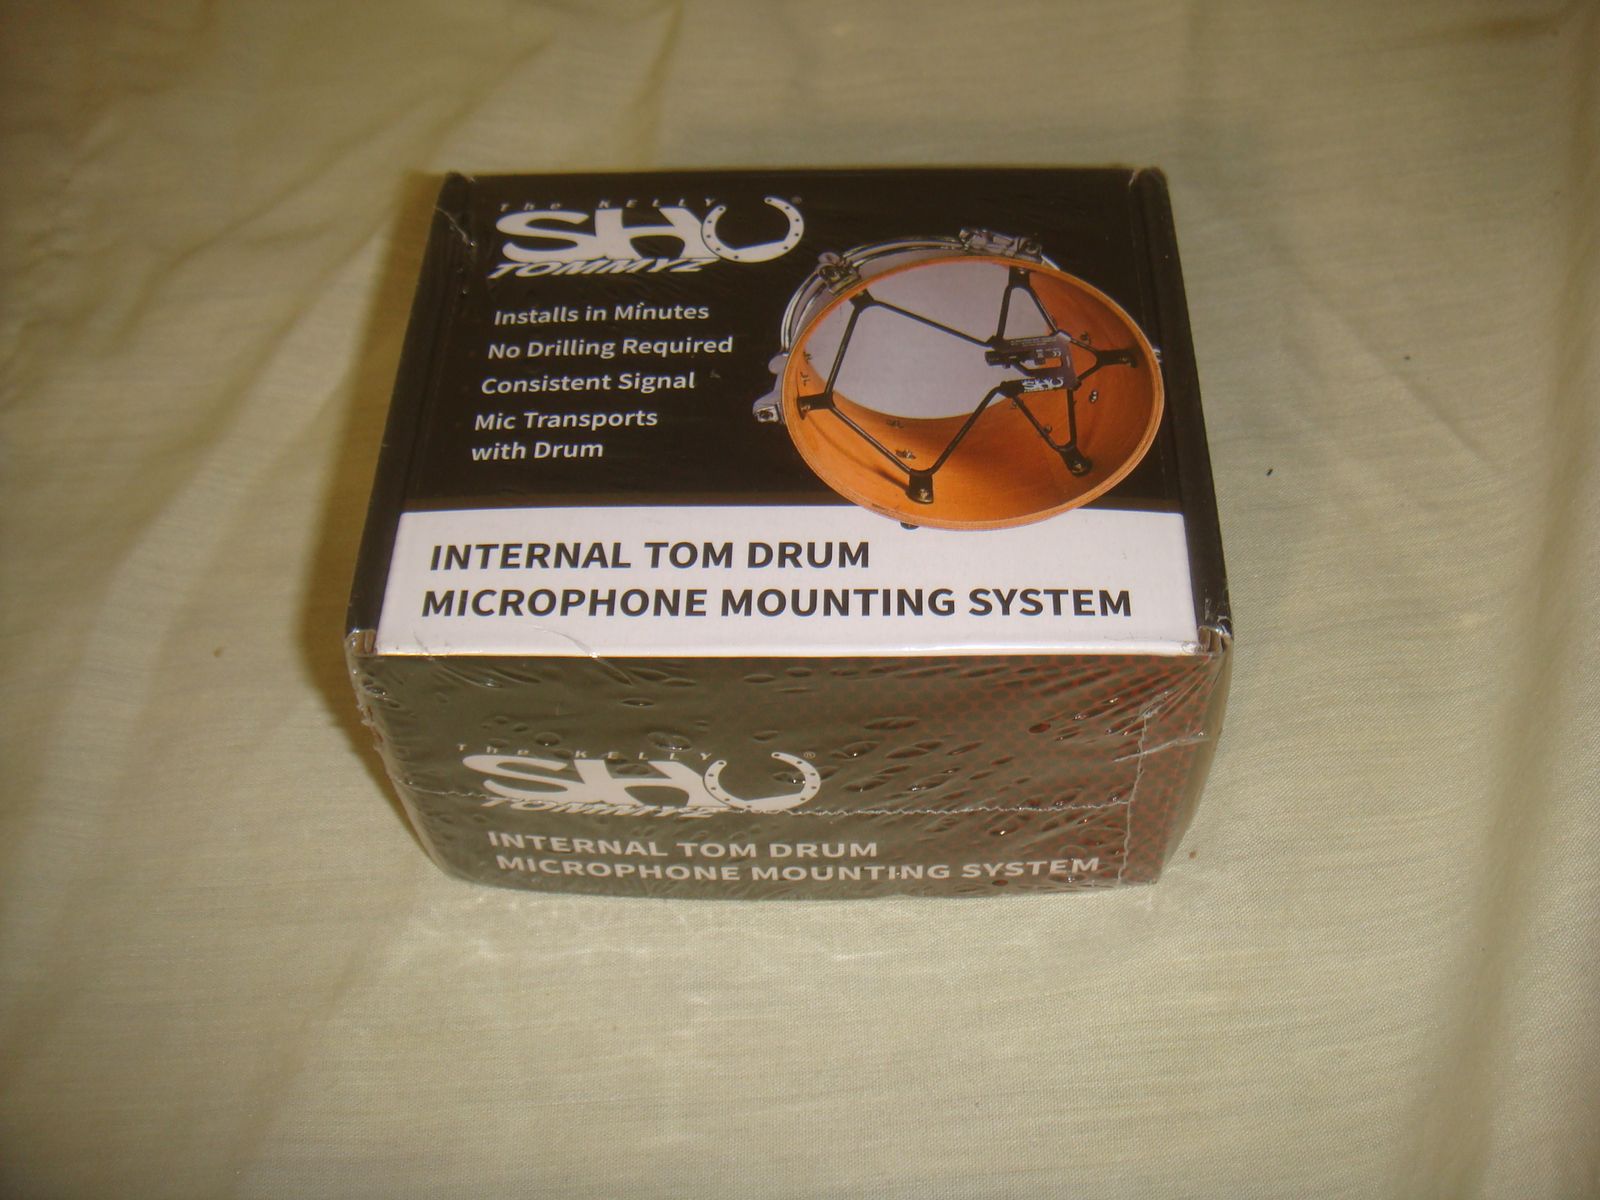 The KELLY
SHU®
TOMMYZ
Installs in Minutes
No Drilling Required
Consistent Signal
Mic Transports
with Drum
INTERNAL TOM DRUM
MICROPHONE MOUNTING SYSTEM
The KELLY
SHU®
TOMMYZ
INTERNAL TOM DRUM
MICROPHONE MOUNTING SYSTEM